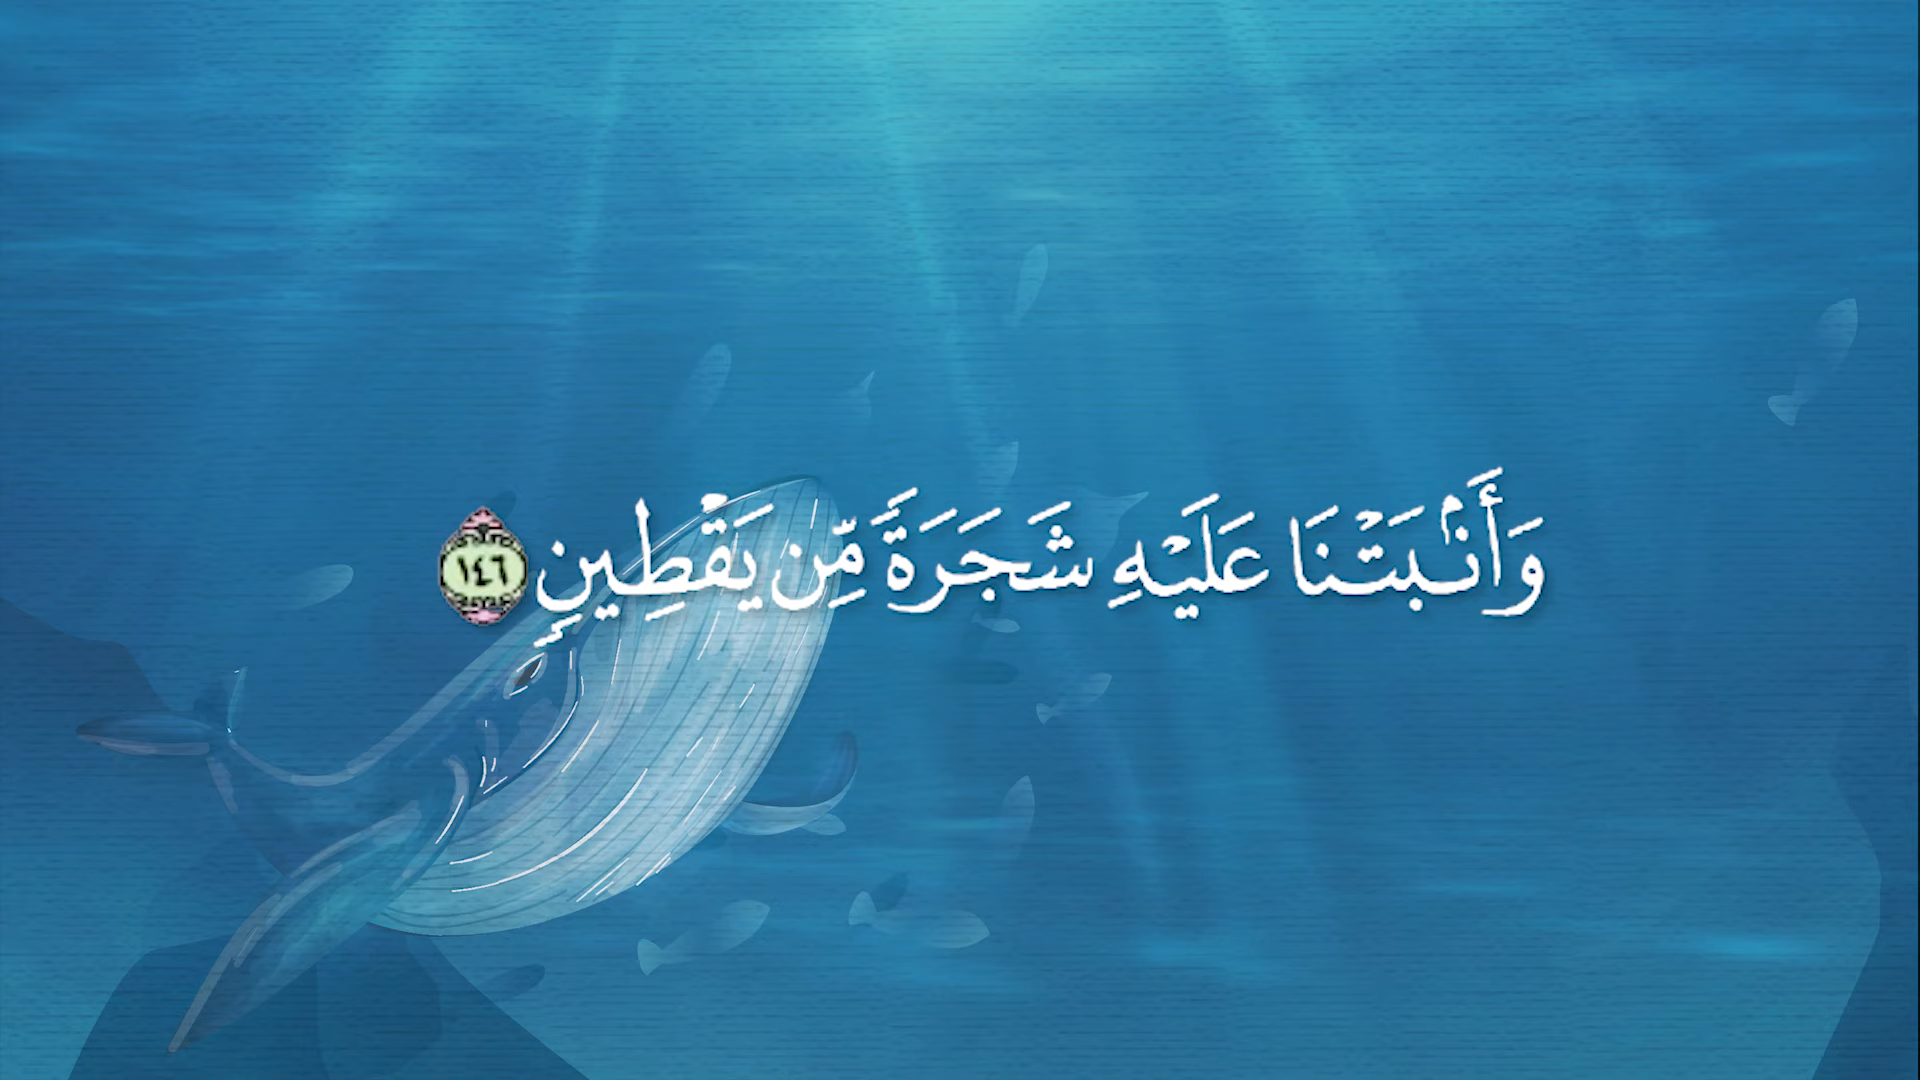 وَأَنۢبَتْنَا عَلَيْهِ شَجَرَةً مِّن يَقْطِينٍ ١٤٦